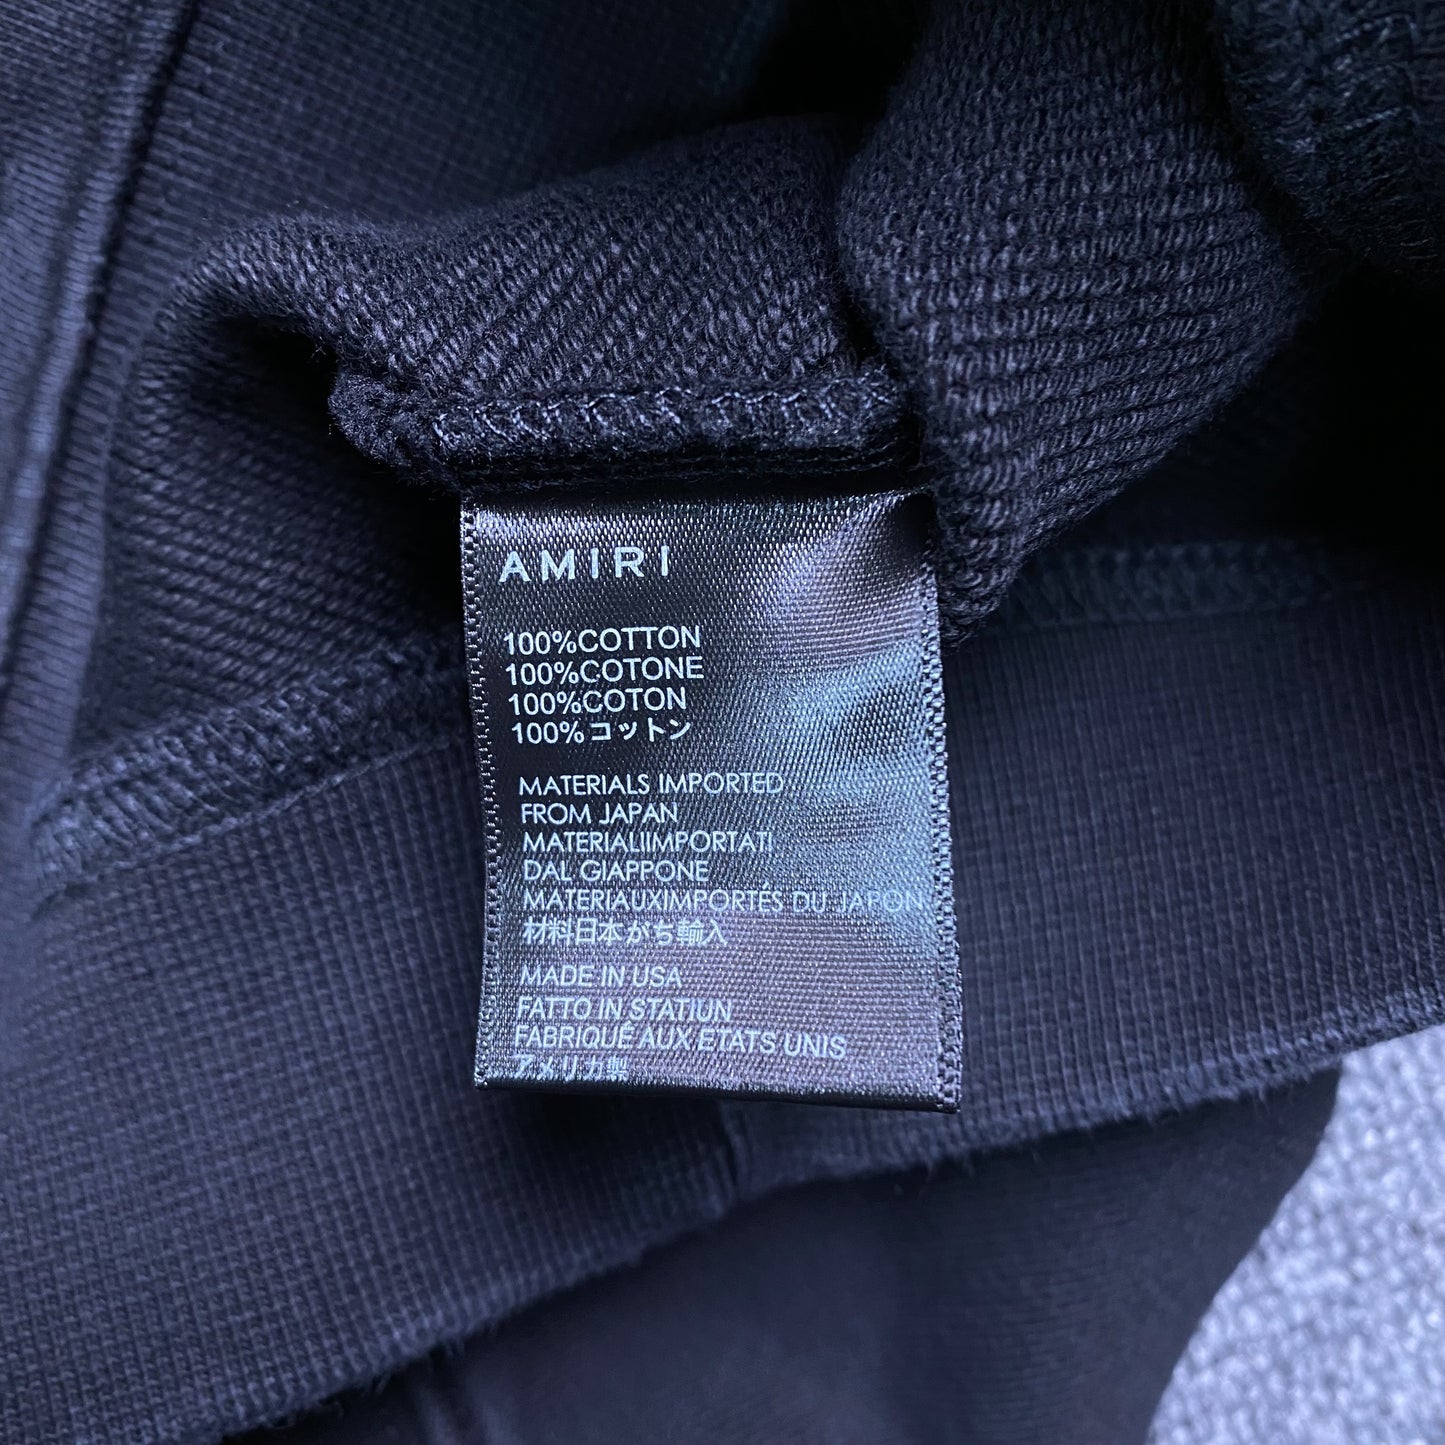 AMIRI
100%COTTON
100%COTONE
100%COTON
100%コットン
MATERIALS IMPORTED
FROM JAPAN
MATERIALIIMPORTATI
DAL GIAPPONE
MATERIAUXIMPORTÉS DU JAPON
材料日本がち輸入
MADE IN USA
FATTO IN STATIUN
FABRIQUÉ AUX ETATS UNIS
アメリカ製